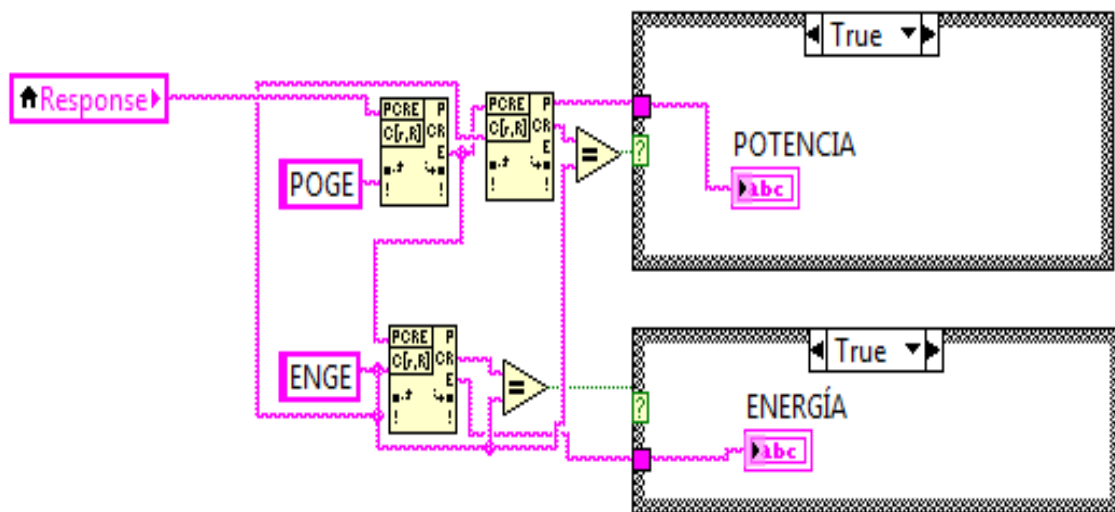 True
Response
PCRE P
C[r,R] CR
E
!
!
PCRE P
C[r,R] CR
E
!
!
=
?
POTENCIA
abc
POGE
True
PCRE P
C[r,R] CR
E
!
!
=
?
ENERGÍA
abc
ENGE